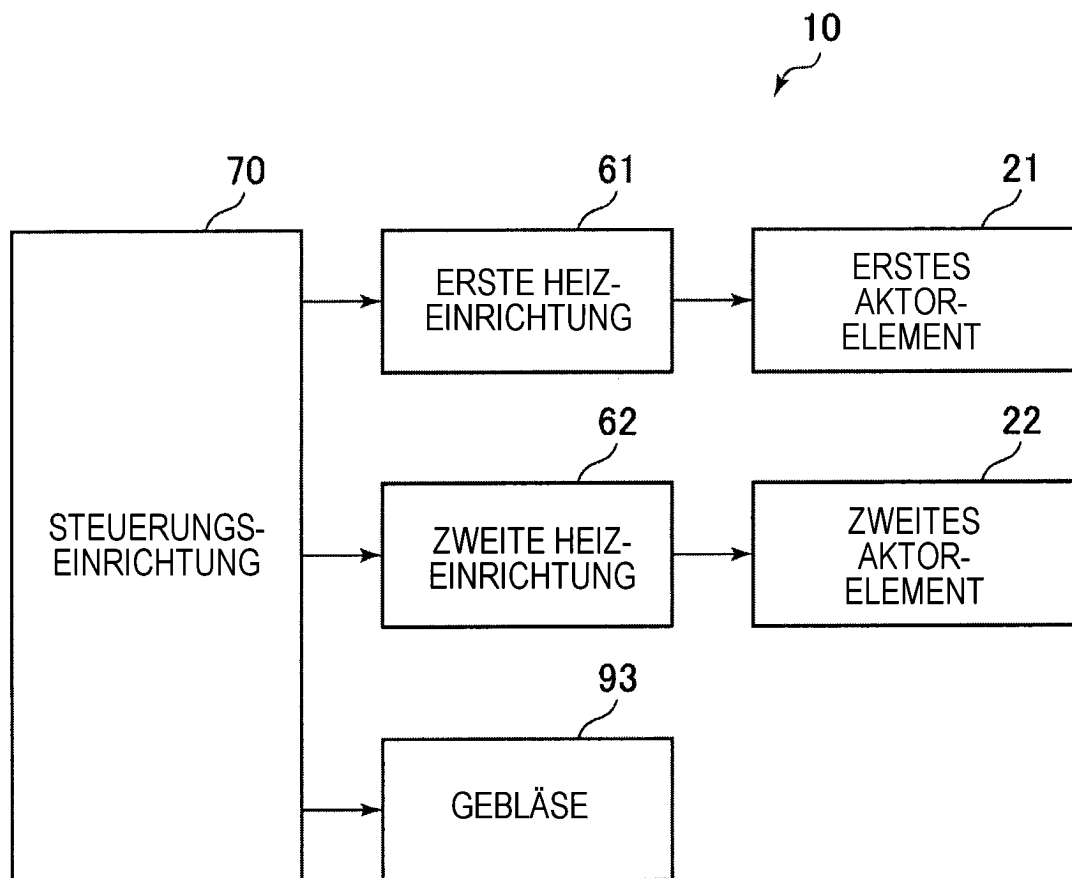 10
70
61
21
ERSTE HEIZ-
EINRICHTUNG
ERSTES
AKTOR-
ELEMENT
62
22
STEUERUNGS-
EINRICHTUNG
ZWEITE HEIZ-
EINRICHTUNG
ZWEITES
AKTOR-
ELEMENT
93
GEBLÄSE